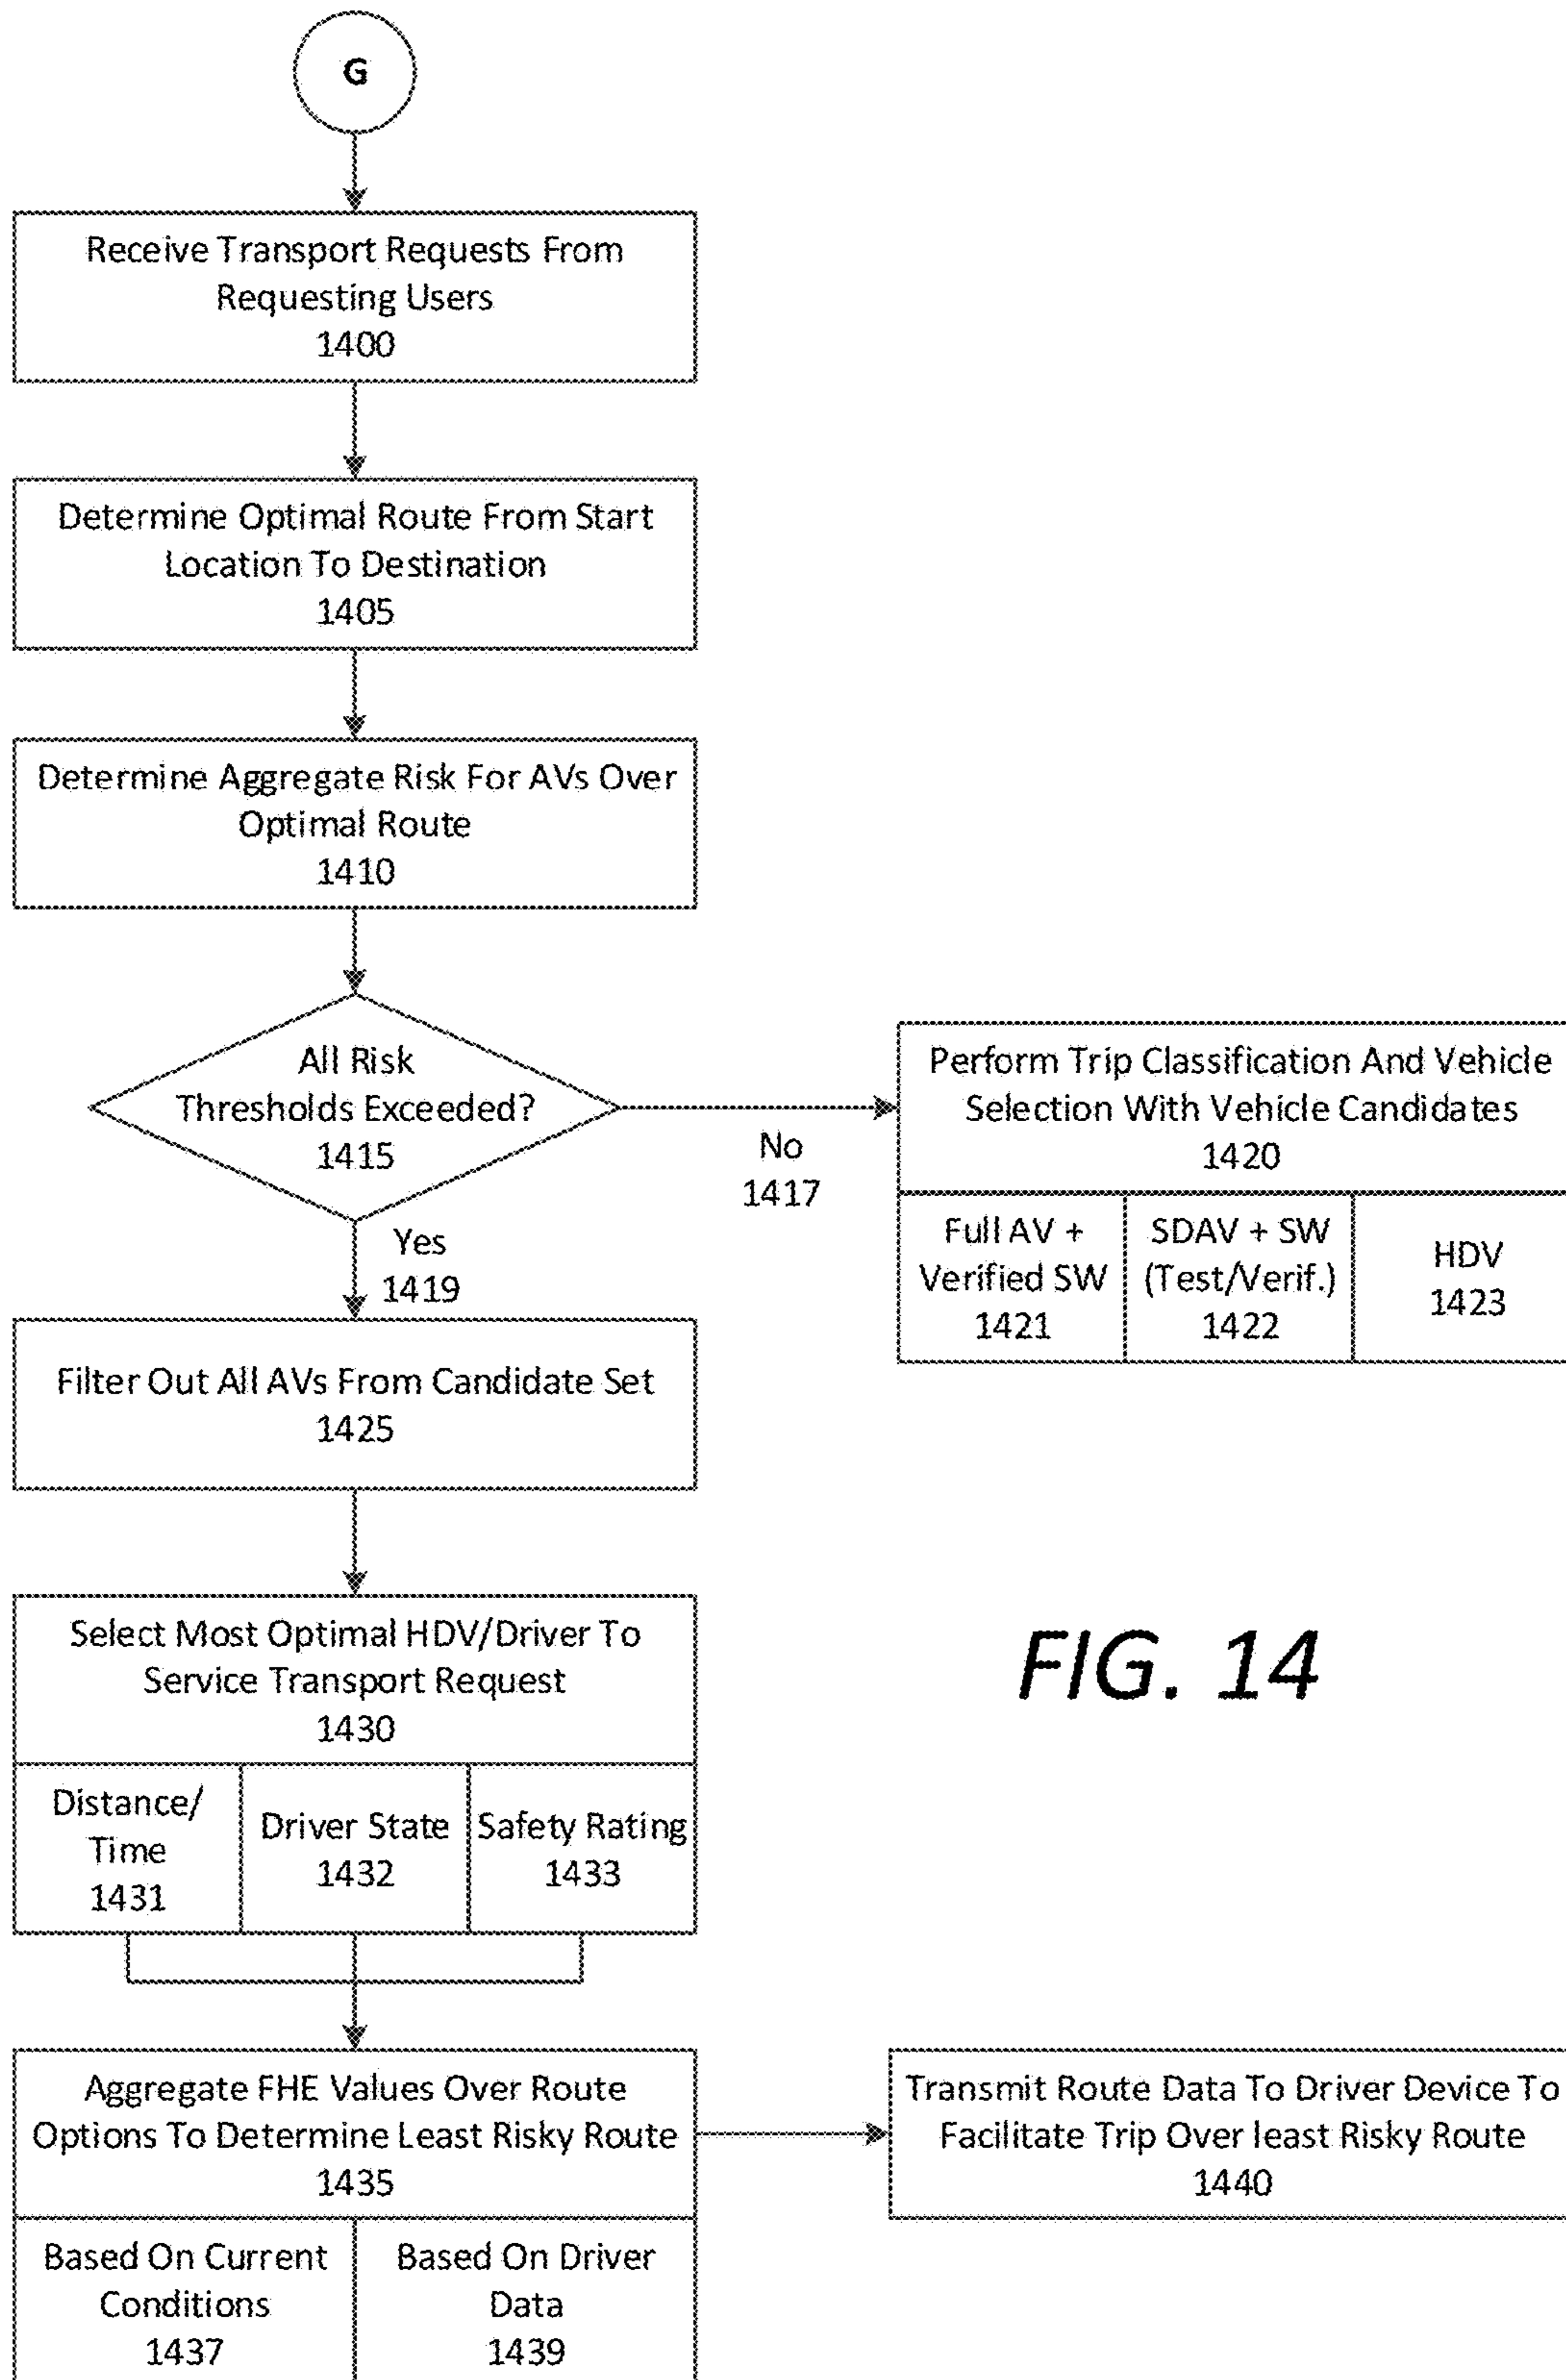 G
Receive Transport Requests From
Requesting Users
1400
Determine Optimal Route From Start
Location To Destination
1405
Determine Aggregate Risk For AVs Over
Optimal Route
1410
All Risk
Thresholds Exceeded?
1415
No
1417
Yes
1419
Perform Trip Classification And Vehicle
Selection With Vehicle Candidates
1420
Full AV +
Verified SW
1421
SDAV + SW
(Test/Verif.)
1422
HDV
1423
Filter Out All AVs From Candidate Set
1425
Select Most Optimal HDV/Driver To
Service Transport Request
1430
Distance/
Time
1431
Driver State
1432
Safety Rating
1433
FIG. 14
Aggregate FHE Values Over Route
Options To Determine Least Risky Route
1435
Based On Current
Conditions
1437
Based On Driver
Data
1439
Transmit Route Data To Driver Device To
Facilitate Trip Over least Risky Route
1440